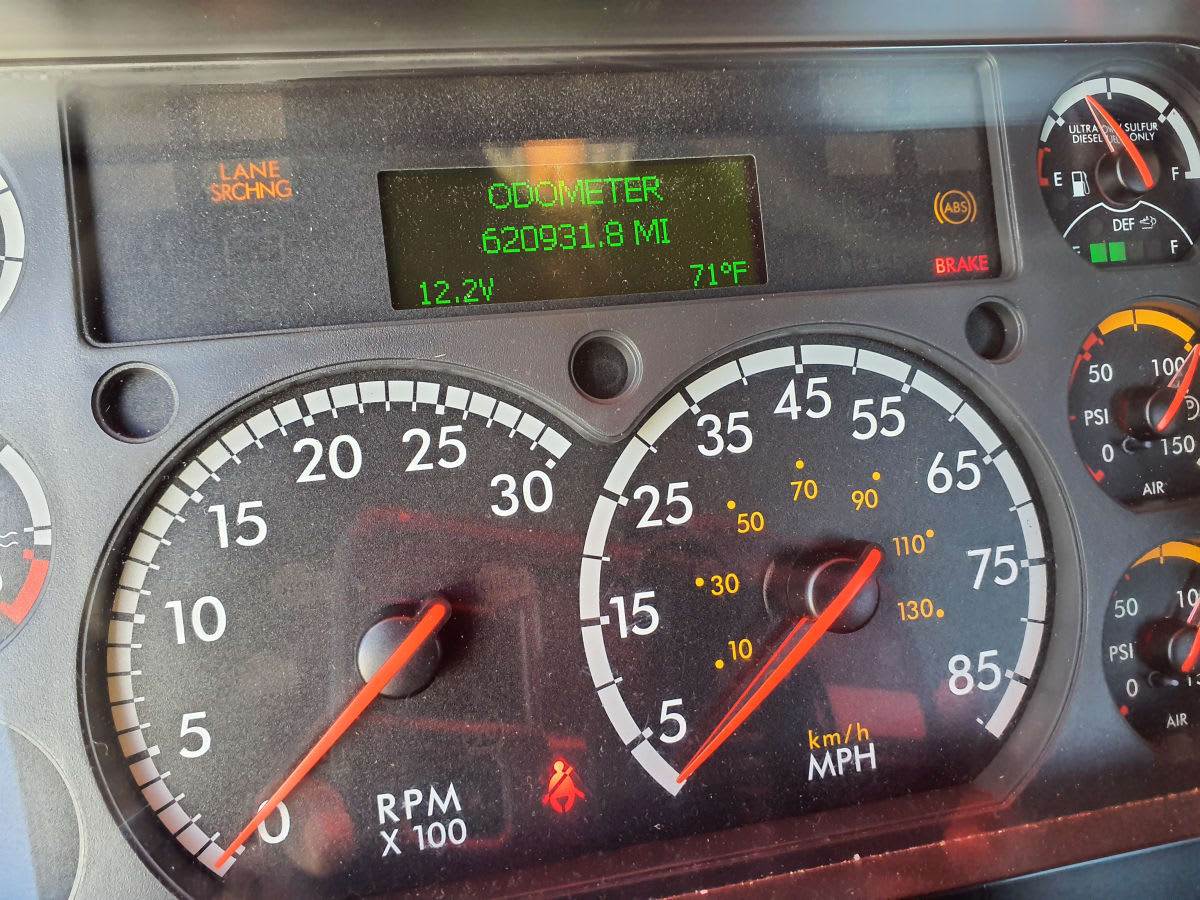 LANE
SRCHNG
ODOMETER
620931.8 MI
12.2V
71°F
ABS
BRAKE
ULTRA LOW SULFUR
DIESEL FUEL ONLY
E
F
DEF
F
50
100
PSI
0
150
AIR
0
5
10
15
20
25
30
RPM
X 100
5
15
25
35
45
55
65
75
85
10
30
50
70
90
110
130
km/h
MPH
50
PSI
0
AIR